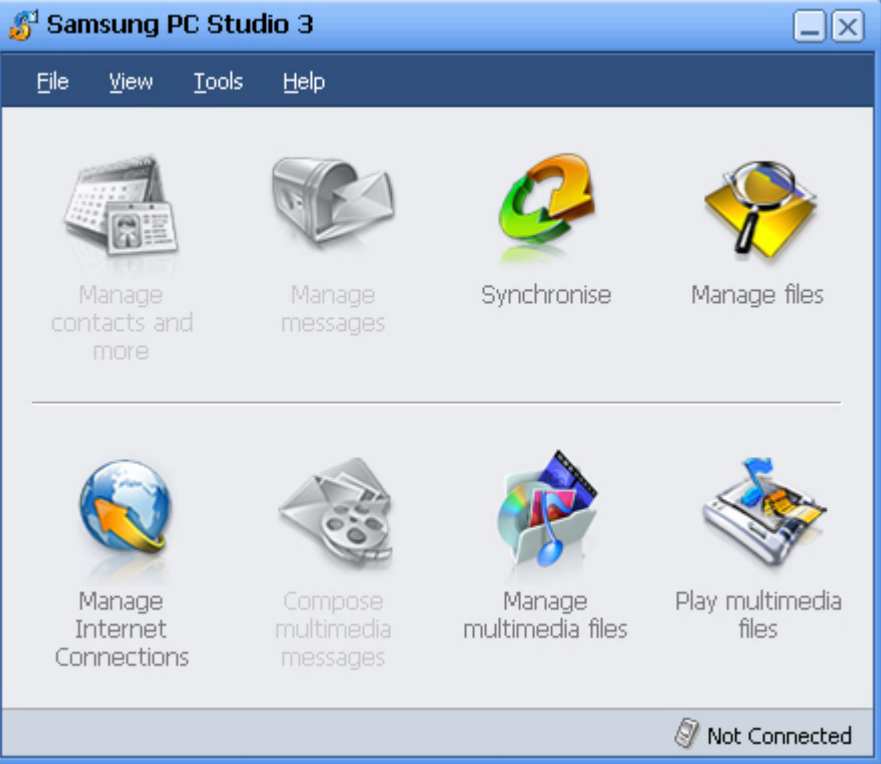 Samsung PC Studio 3
File View Tools Help
Manage
contacts and
more
Manage
messages
Synchronise
Manage files
Manage
Internet
Connections
Compose
multimedia
messages
Manage
multimedia files
Play multimedia
files
Not Connected